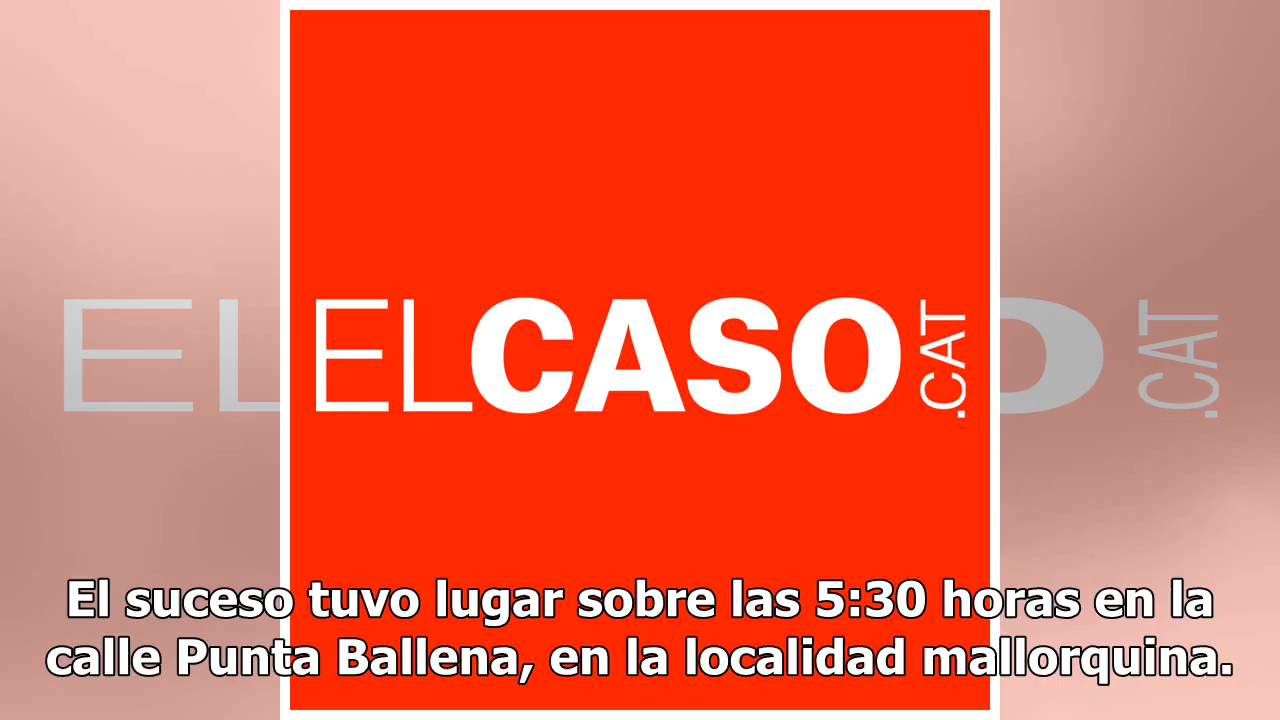 ELCASO.CAT
El suceso tuvo lugar sobre las 5:30 horas en la
calle Punta Ballena, en la localidad mallorquina.